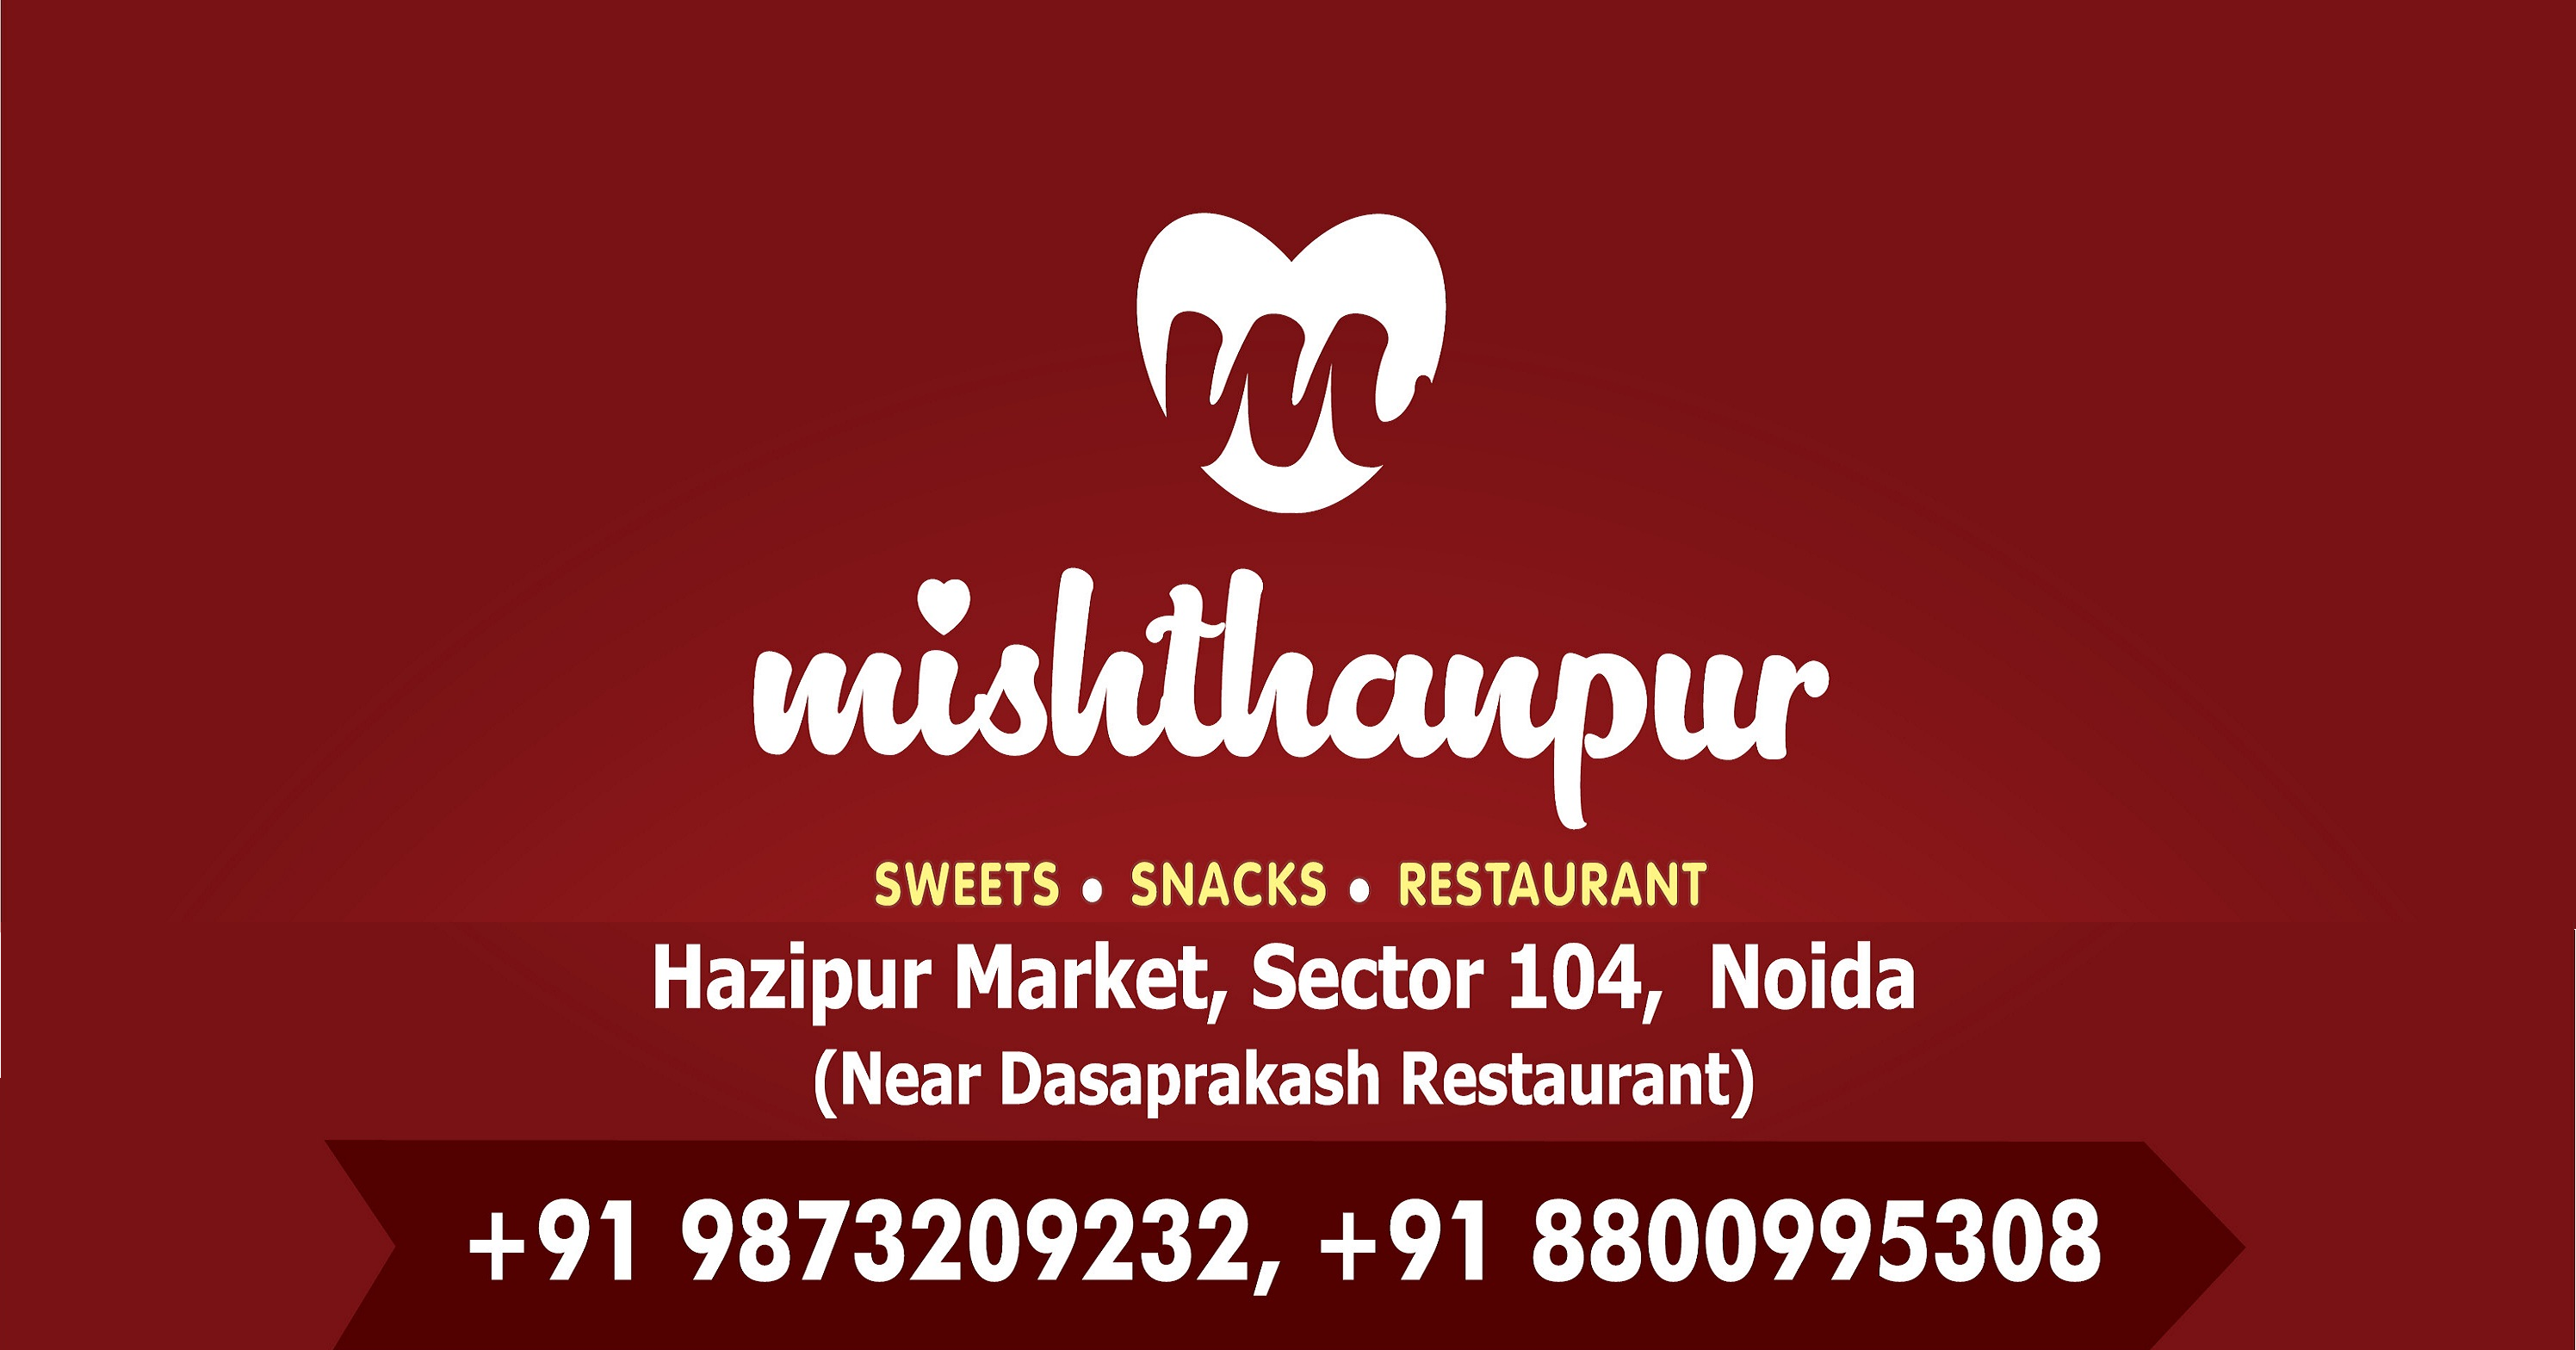 m
mishthanpur
SWEETS • SNACKS • RESTAURANT
Hazipur Market, Sector 104, Noida
(Near Dasaprakash Restaurant)
+91 9873209232, +91 8800995308